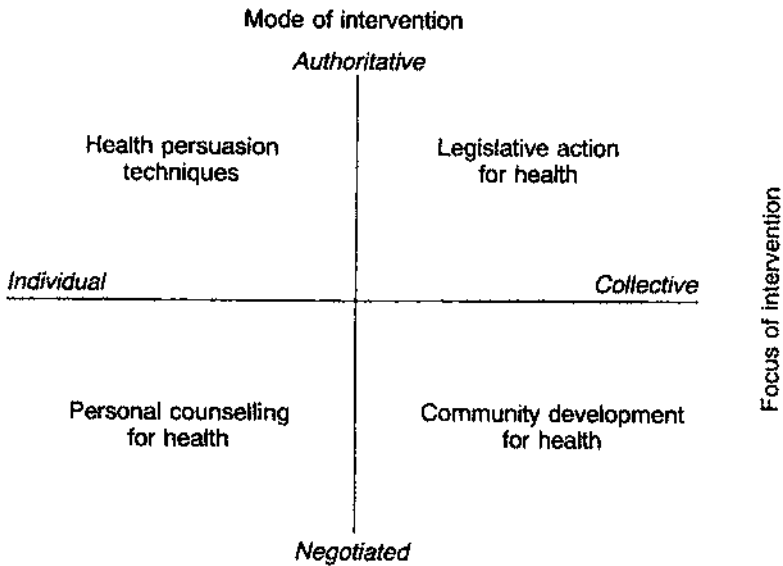 Mode of intervention
Authoritative
Health persuasion
techniques
Legislative action
for health
Individual
Collective
Focus of intervention
Personal counselling
for health
Community development
for health
Negotiated